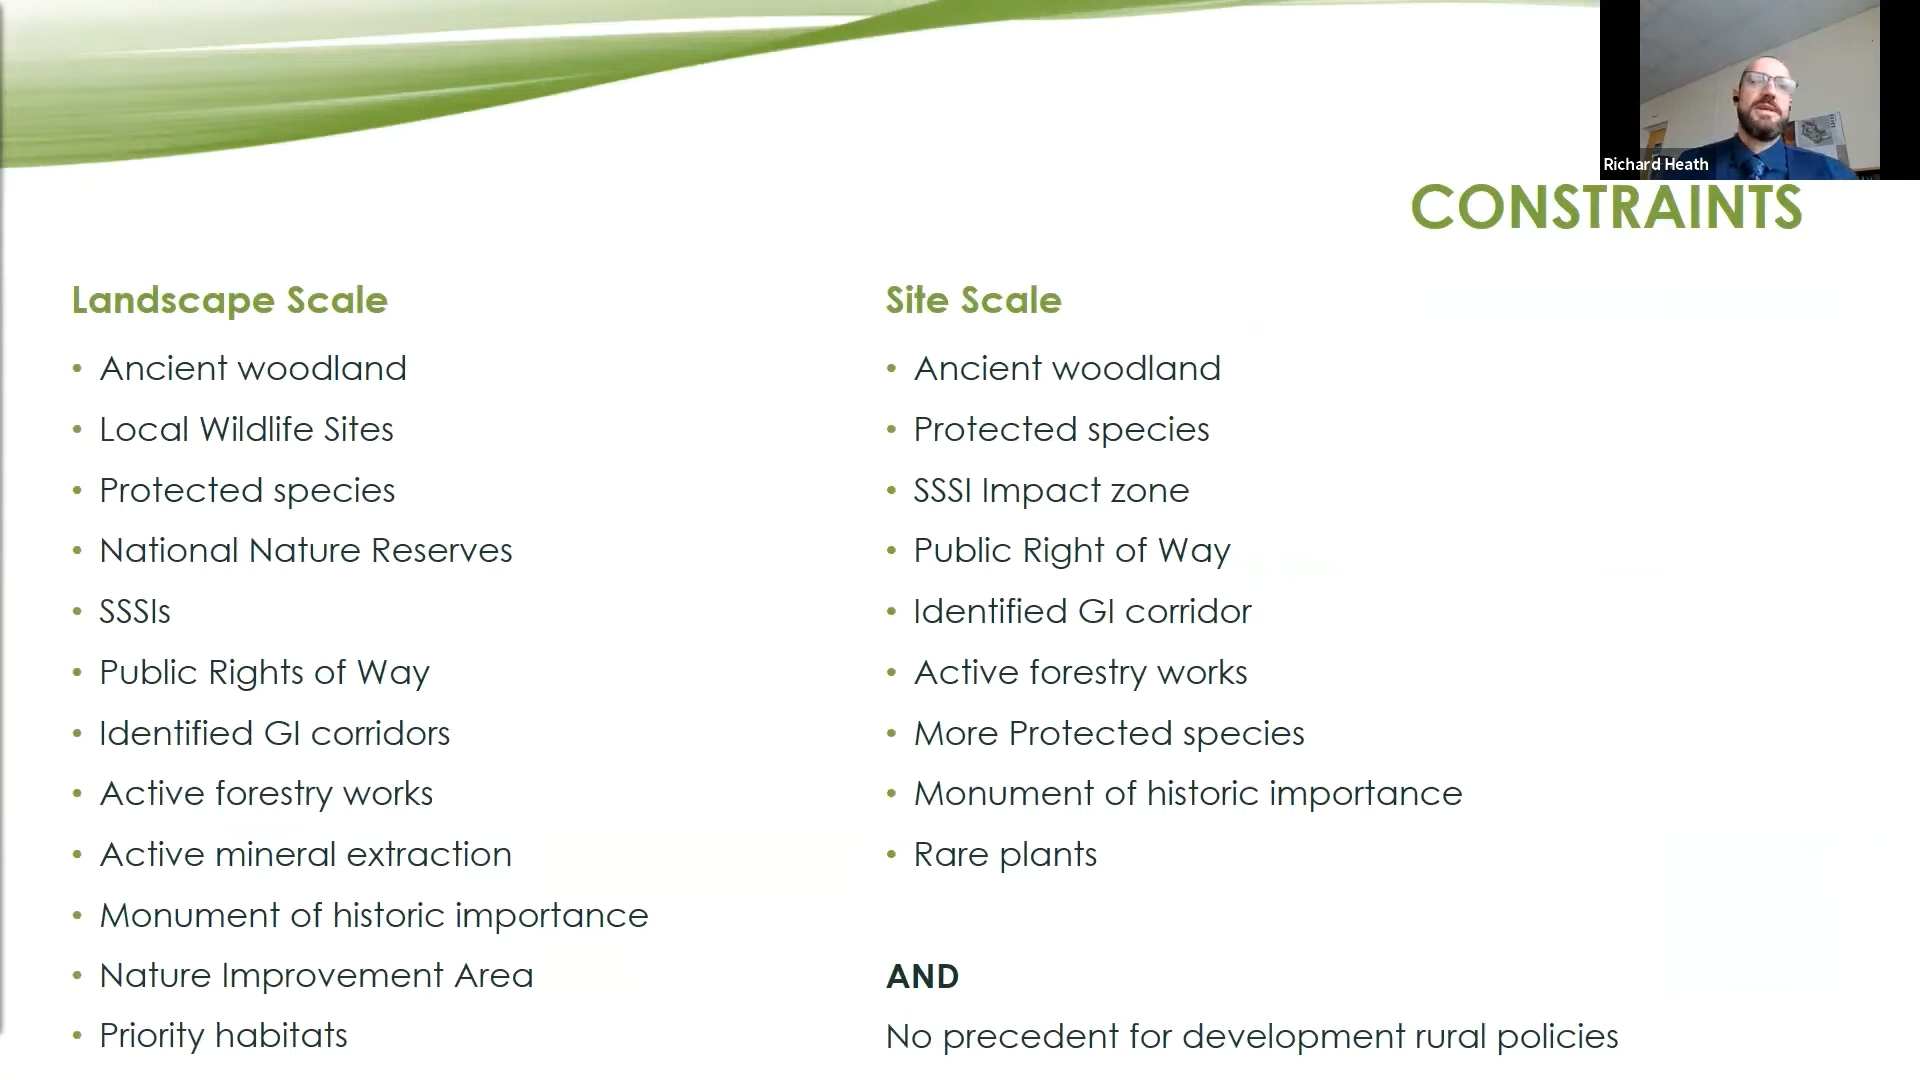 Richard Heath
CONSTRAINTS
Landscape Scale
• Ancient woodland
• Local Wildlife Sites
• Protected species
• National Nature Reserves
• SSSIs
• Public Rights of Way
• Identified GI corridors
• Active forestry works
• Active mineral extraction
• Monument of historic importance
• Nature Improvement Area
• Priority habitats
Site Scale
• Ancient woodland
• Protected species
• SSSI Impact zone
• Public Right of Way
• Identified GI corridor
• Active forestry works
• More Protected species
• Monument of historic importance
• Rare plants
AND
No precedent for development rural policies